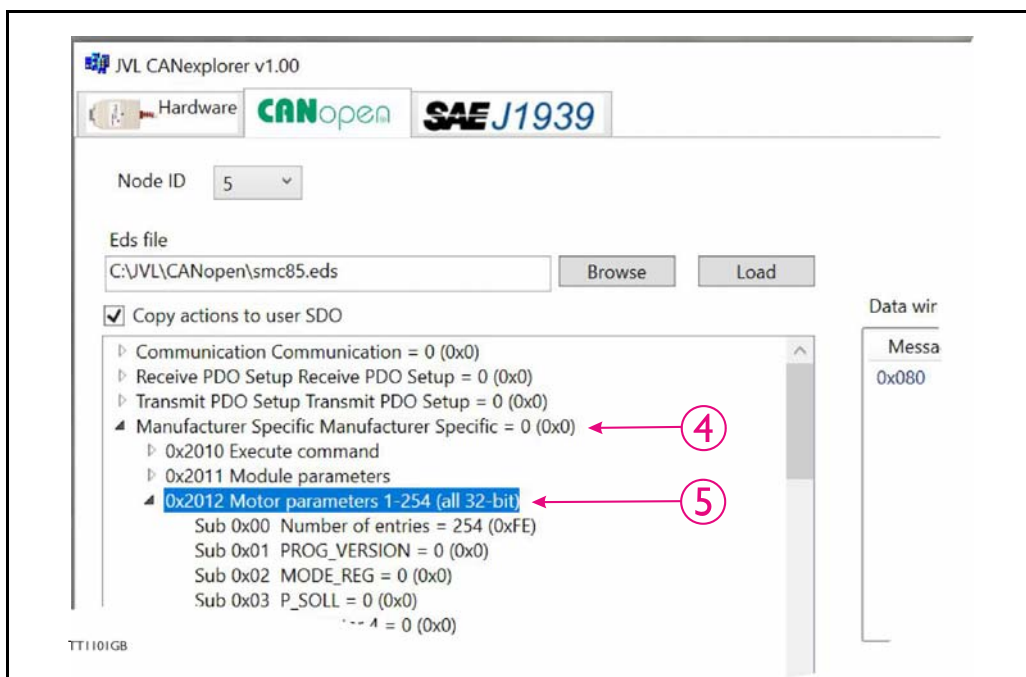 JVL CANexplorer v1.00
Hardware CANopen SAE J1939
Node ID 5
Eds file
C:\JVL\CANopen\smc85.eds Browse Load
Copy actions to user SDO
Data wir
Communication Communication = 0 (0x0)
Messa
Receive PDO Setup Receive PDO Setup = 0 (0x0)
0x080
Transmit PDO Setup Transmit PDO Setup = 0 (0x0)
Manufacturer Specific Manufacturer Specific = 0 (0x0) 4
0x2010 Execute command
0x2011 Module parameters
0x2012 Motor parameters 1-254 (all 32-bit) 5
Sub 0x00 Number of entries = 254 (0xFE)
Sub 0x01 PROG_VERSION = 0 (0x0)
Sub 0x02 MODE_REG = 0 (0x0)
Sub 0x03 P_SOLL = 0 (0x0)
4 = 0 (0x0)
TT1101GB